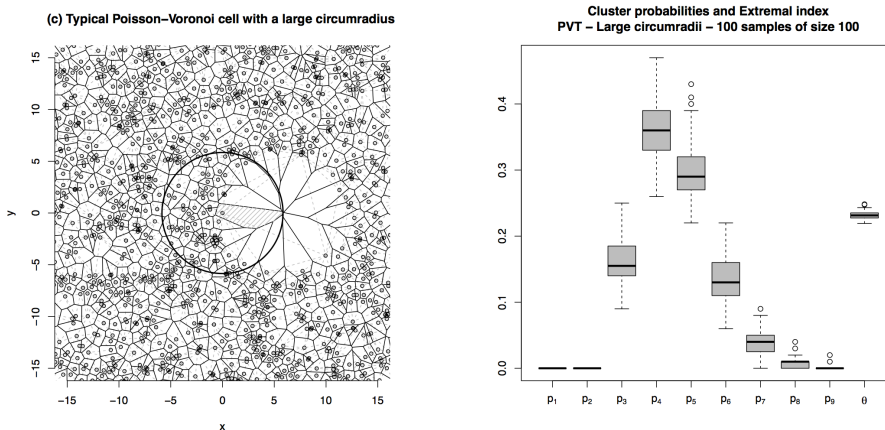 (c) Typical Poisson−Voronoi cell with a large circumradius
15
10
5
0
−5
−10
−15
y
−15 −10 −5 0 5 10 15
x
Cluster probabilities and Extremal index
PVT − Large circumradii − 100 samples of size 100
0.4
0.3
0.2
0.1
0.0
p1 p2 p3 p4 p5 p6 p7 p8 p9 θ